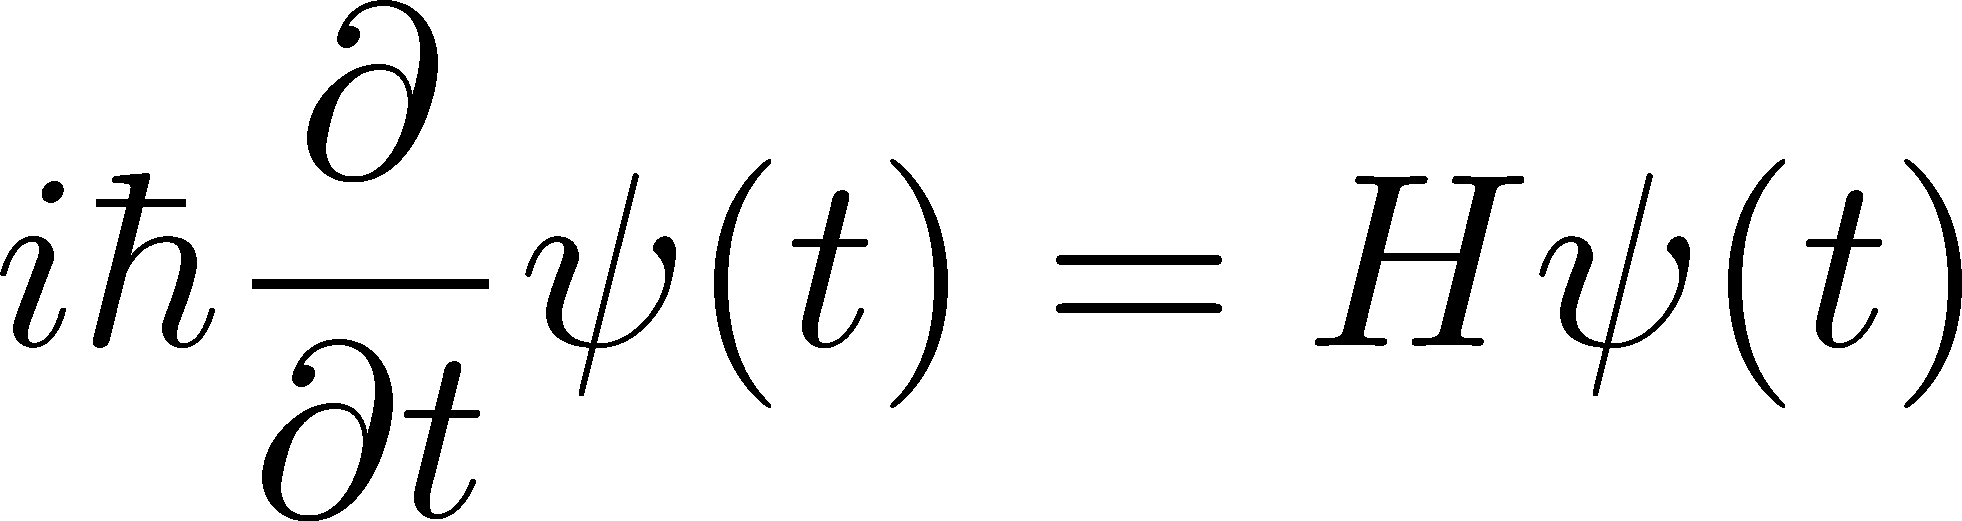 iℏ ∂/∂t ψ(t) = Hψ(t)